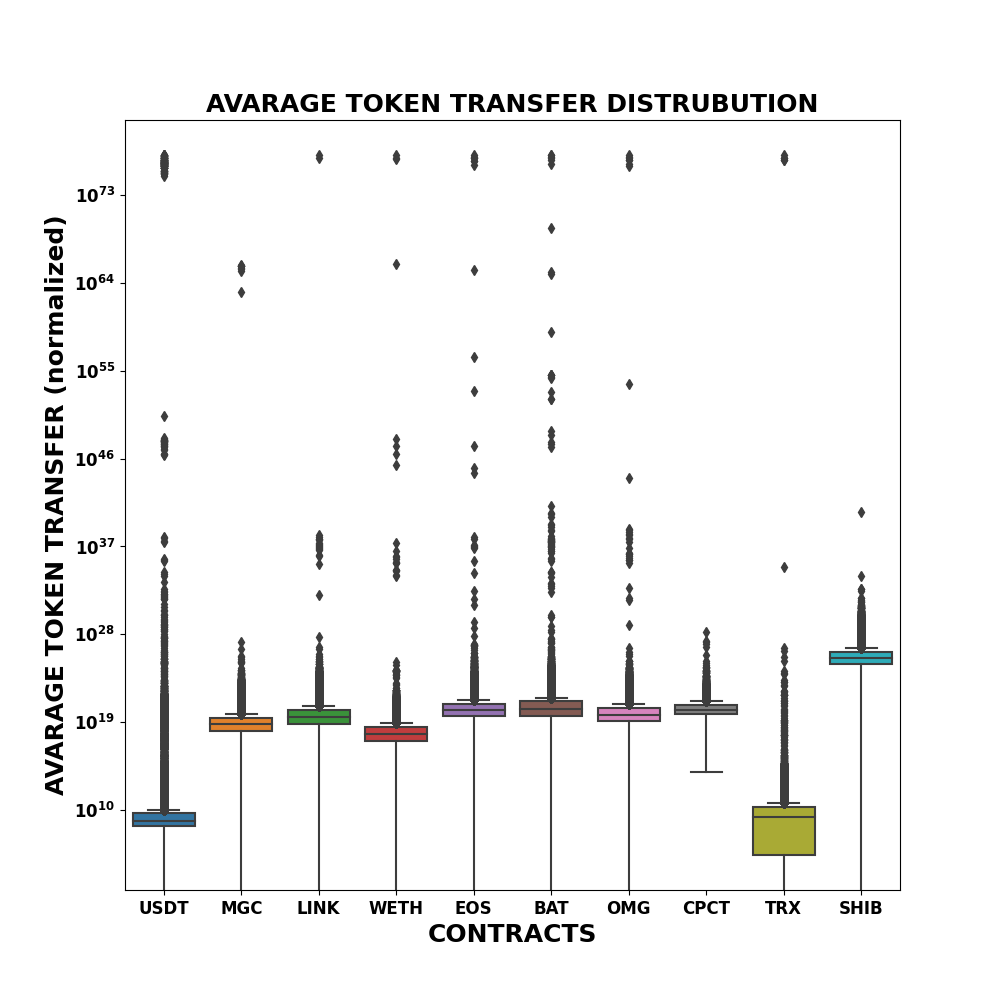 AVARAGE TOKEN TRANSFER DISTRUBUTION
AVARAGE TOKEN TRANSFER (normalized)
10^73
10^64
10^55
10^46
10^37
10^28
10^19
10^10
USDT MGC LINK WETH EOS BAT OMG CPCT TRX SHIB
CONTRACTS